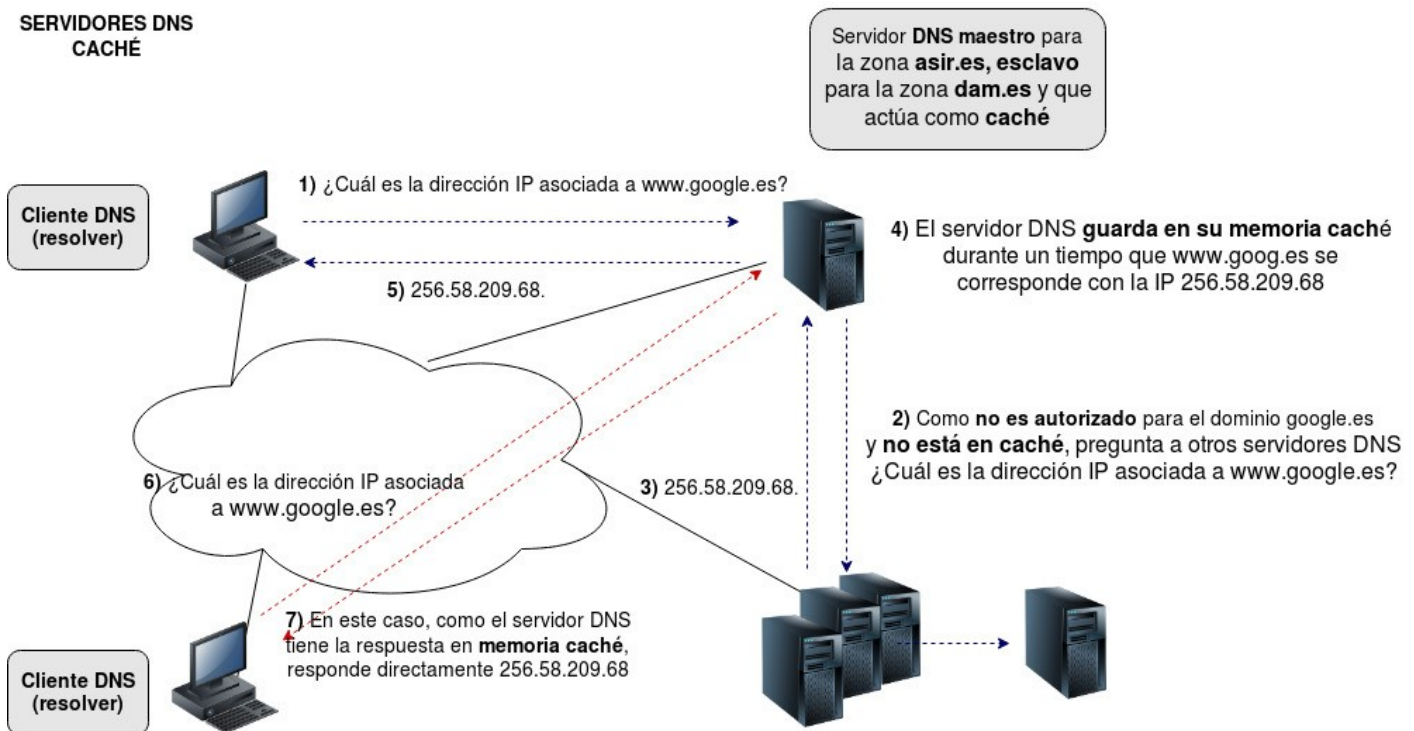 SERVIDORES DNS
CACHÉ
Servidor DNS maestro para
la zona asir.es, esclavo
para la zona dam.es y que
actúa como caché
Cliente DNS
(resolver)
1) ¿Cuál es la dirección IP asociada a www.google.es?
5) 256.58.209.68.
4) El servidor DNS guarda en su memoria caché
durante un tiempo que www.goog.es se
corresponde con la IP 256.58.209.68
2) Como no es autorizado para el dominio google.es
y no está en caché, pregunta a otros servidores DNS
¿Cuál es la dirección IP asociada a www.google.es?
3) 256.58.209.68.
6) ¿Cuál es la dirección IP asociada
a www.google.es?
7) En este caso, como el servidor DNS
tiene la respuesta en memoria caché,
responde directamente 256.58.209.68
Cliente DNS
(resolver)